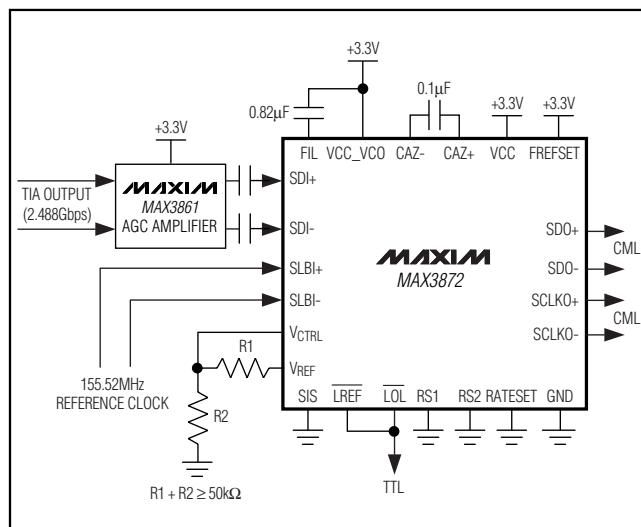 +3.3V
0.1µF
0.82µF
+3.3V
+3.3V
+3.3V
FIL
VCC_VCO
CAZ-
CAZ+
VCC
FREFSET
MAXIM
MAX3861
AGC AMPLIFIER
TIA OUTPUT
(2.488Gbps)
SDI+
SDI-
SLBI+
SLBI-
VCTRL
VREF
MAXIM
MAX3872
SDO+
SDO-
SCLKO+
SCLKO-
CML
CML
R1
R2
155.52MHz
REFERENCE CLOCK
SIS
LREF
LOL
RS1
RS2
RATESET
GND
TTL
R1 + R2 ≥ 50kΩ